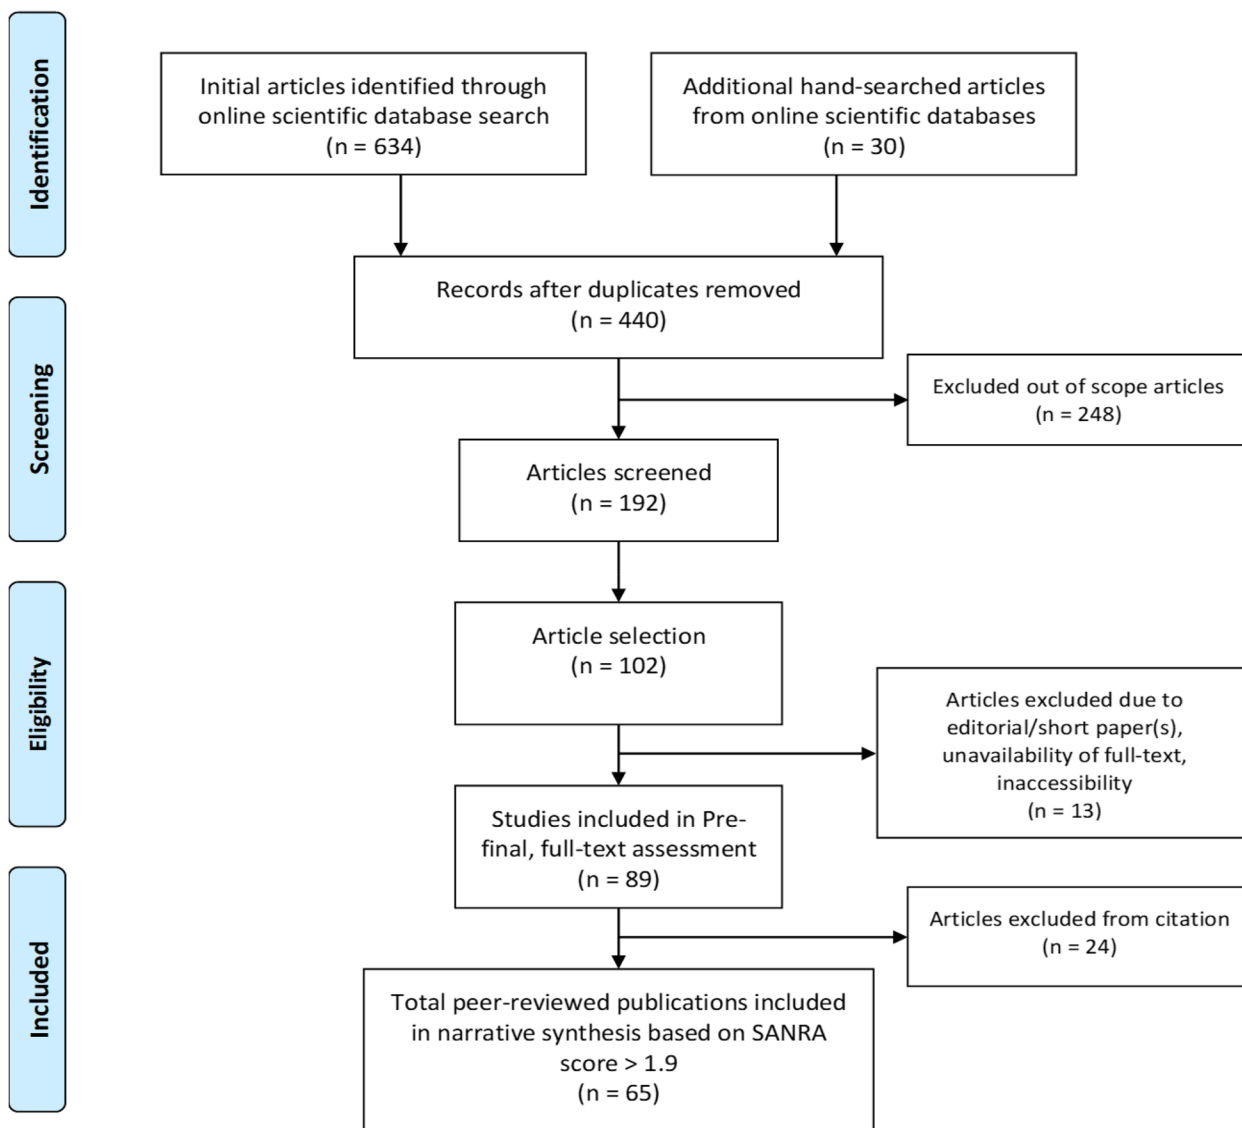 Identification
Initial articles identified through
online scientific database search
(n = 634)
Additional hand-searched articles
from online scientific databases
(n = 30)
Records after duplicates removed
(n = 440)
Screening
Excluded out of scope articles
(n = 248)
Articles screened
(n = 192)
Eligibility
Article selection
(n = 102)
Articles excluded due to
editorial/short paper(s),
unavailability of full-text,
inaccessibility
(n = 13)
Studies included in Pre-
final, full-text assessment
(n = 89)
Included
Articles excluded from citation
(n = 24)
Total peer-reviewed publications included
in narrative synthesis based on SANRA
score > 1.9
(n = 65)